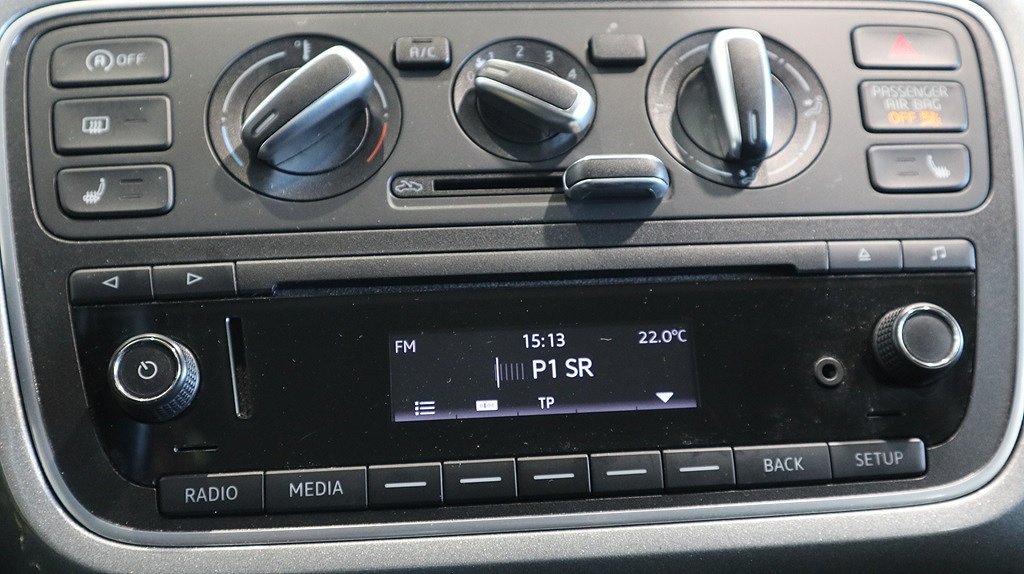 A OFF
A/C
0 1 2 3 4
PASSENGER
AIR BAG
OFF
FM 15:13 22.0°C
P1 SR
TP
RADIO MEDIA BACK SETUP